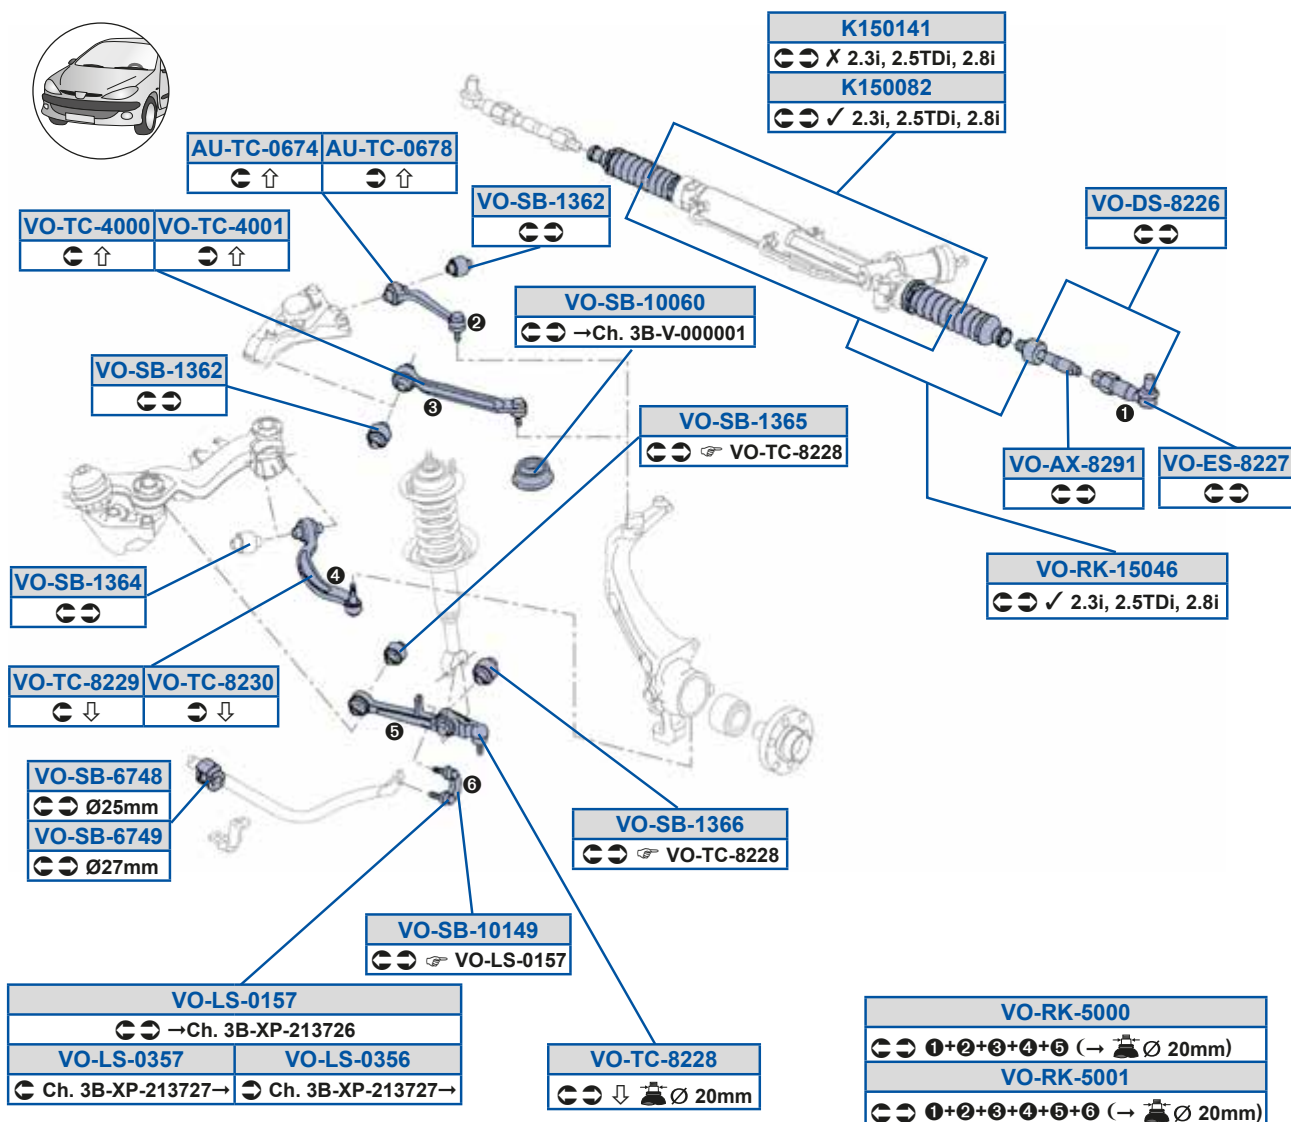 K150141
✗ 2.3i, 2.5TDi, 2.8i
K150082
✓ 2.3i, 2.5TDi, 2.8i
AU-TC-0674 AU-TC-0678
⇧ ⇧
VO-SB-1362
VO-DS-8226
VO-TC-4000 VO-TC-4001
⇧ ⇧
VO-SB-10060
→Ch. 3B-V-000001
❷
VO-SB-1362
❸
❶
VO-SB-1365
☞ VO-TC-8228
VO-AX-8291
VO-ES-8227
VO-SB-1364
❹
VO-RK-15046
✓ 2.3i, 2.5TDi, 2.8i
VO-TC-8229 VO-TC-8230
⇩ ⇩
❺
VO-SB-6748
Ø25mm
VO-SB-6749
Ø27mm
❻
VO-SB-1366
☞ VO-TC-8228
VO-SB-10149
☞ VO-LS-0157
VO-LS-0157
→Ch. 3B-XP-213726
VO-LS-0357 VO-LS-0356
Ch. 3B-XP-213727→ Ch. 3B-XP-213727→
VO-TC-8228
⇩ Ø 20mm
VO-RK-5000
❶+❷+❸+❹+❺ (→ Ø 20mm)
VO-RK-5001
❶+❷+❸+❹+❺+❻ (→ Ø 20mm)